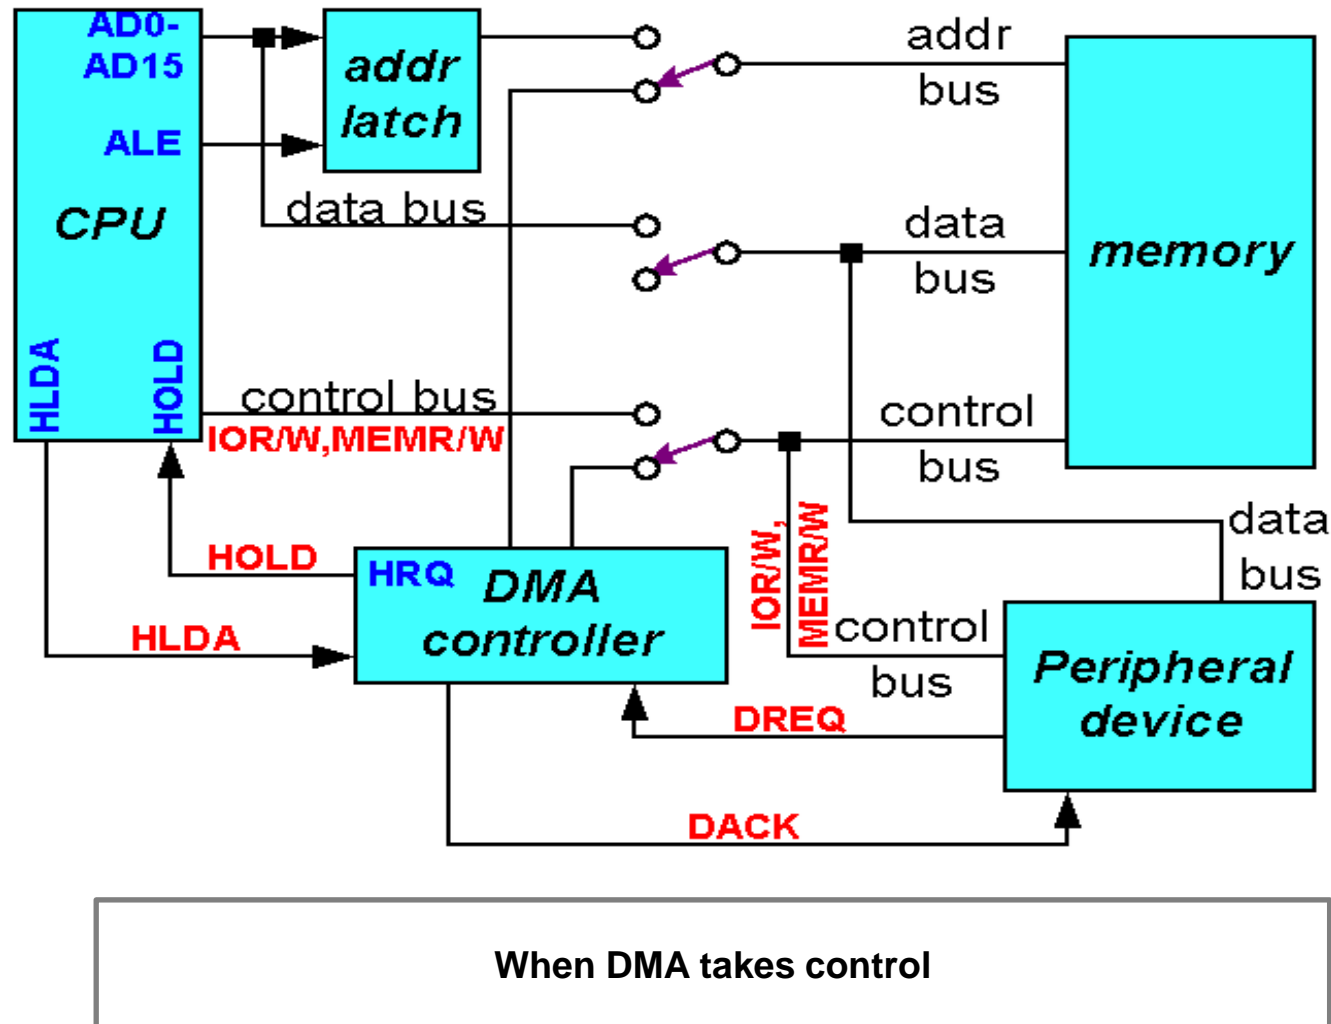 AD0-
AD15
ALE
CPU
HLDA
HOLD
addr
latch
data bus
control bus
IOR/W,MEMR/W
addr
bus
data
bus
control
bus
memory
HOLD
HLDA
HRQ
DMA
controller
IOR/W,
MEMR/W
control
bus
data
bus
Peripheral
device
DREQ
DACK
When DMA takes control